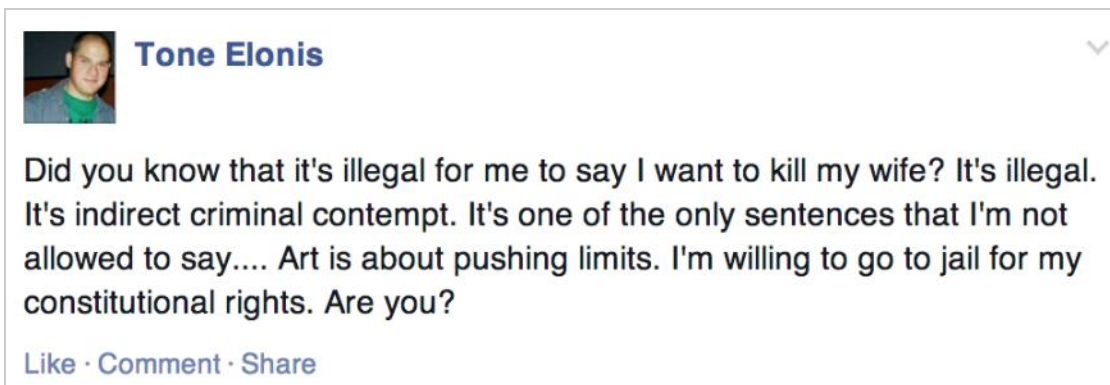 Tone Elonis
Did you know that it's illegal for me to say I want to kill my wife? It's illegal.
It's indirect criminal contempt. It's one of the only sentences that I'm not
allowed to say.... Art is about pushing limits. I'm willing to go to jail for my
constitutional rights. Are you?
Like · Comment · Share